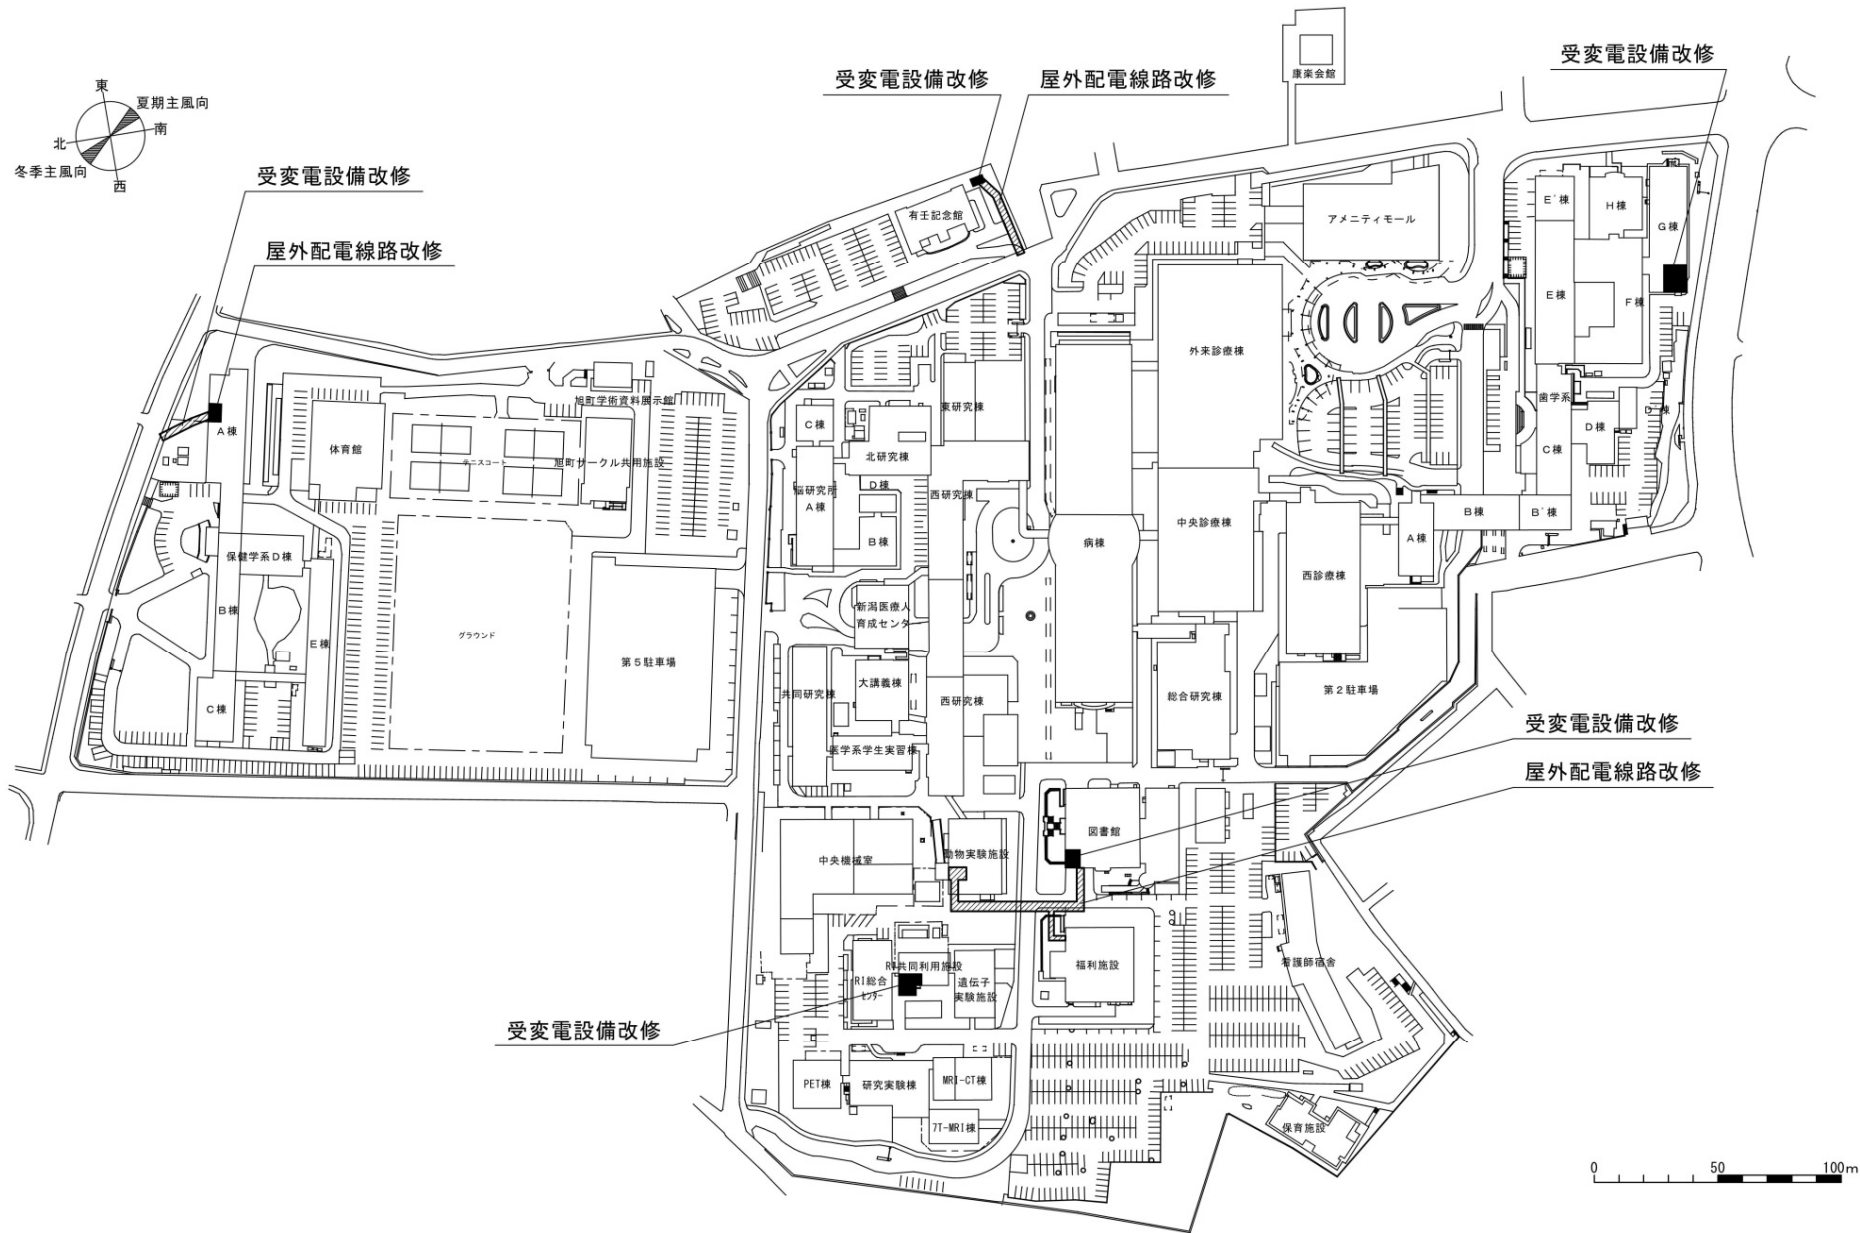 康楽会館
受変電設備改修
受変電設備改修
屋外配電線路改修
東
夏期主風向
南
北
冬季主風向
西
受変電設備改修
屋外配電線路改修
有壬記念館
アメニティモール
E'棟
H棟
G棟
E棟
F棟
外来診療棟
旭町学術資料展示館
歯学系
D'棟
東研究棟
C棟
A棟
体育館
テニスコート
旭町サークル共用施設
北研究棟
D棟
C棟
D棟
脳研究所
A棟
西研究棟
B棟
B'棟
中央診療棟
病棟
A棟
B棟
保健学系D棟
西診療棟
B棟
新潟医療人
育成センター
グラウンド
E棟
第5駐車場
大講義棟
共同研究棟
西研究棟
総合研究棟
第2駐車場
C棟
医学系学生実習棟
受変電設備改修
屋外配電線路改修
図書館
中央機械室
動物実験施設
福利施設
看護師宿舎
RI共同利用施設
RI総合
センター
遺伝子
実験施設
受変電設備改修
PET棟
研究実験棟
MRI-CT棟
7T-MRI棟
保育施設
0
50
100m